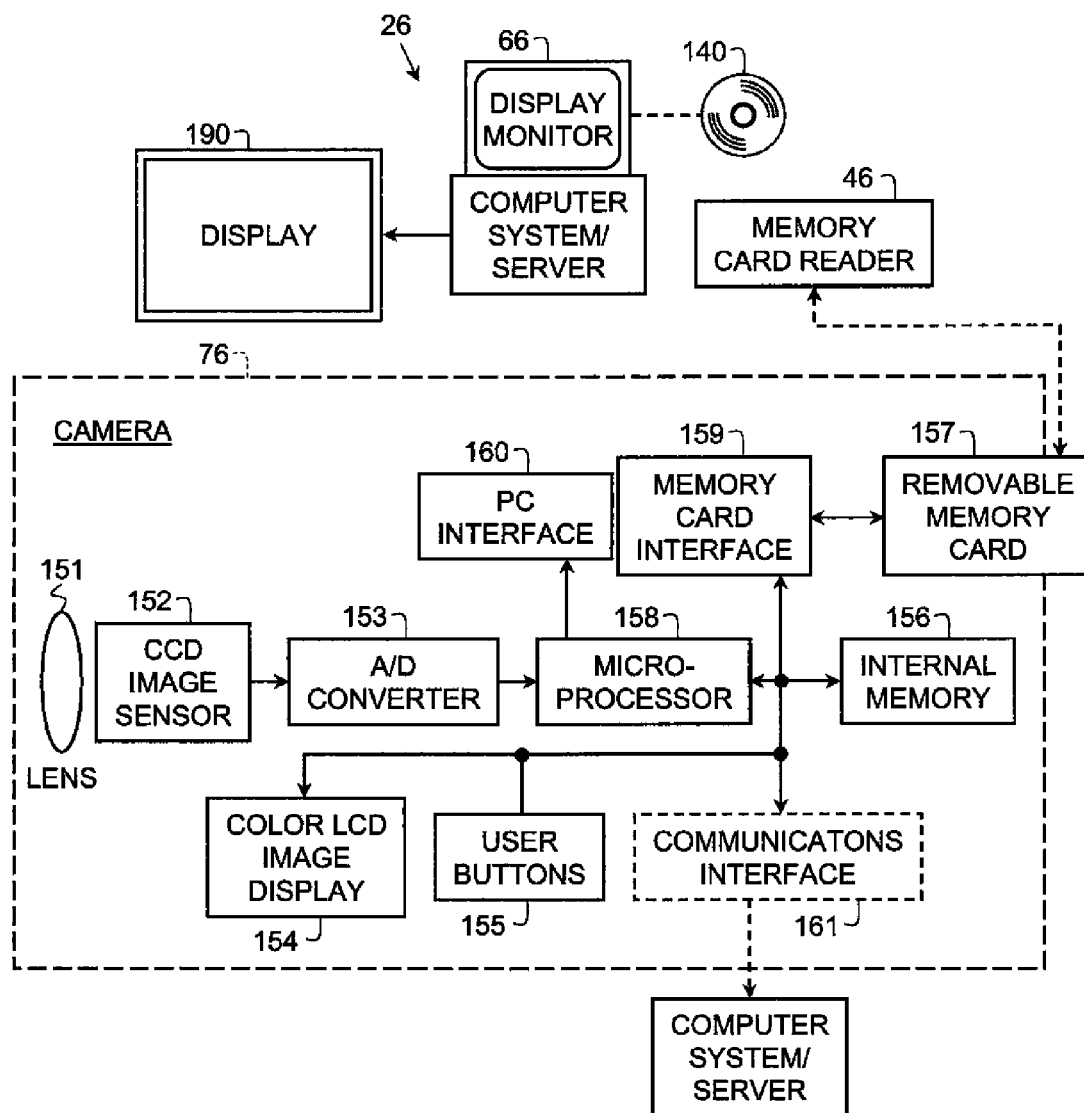 26
66
140
DISPLAY
MONITOR
190
DISPLAY
COMPUTER
SYSTEM/
SERVER
46
MEMORY
CARD READER
76
CAMERA
160
PC
INTERFACE
159
MEMORY
CARD
INTERFACE
157
REMOVABLE
MEMORY
CARD
151
LENS
152
CCD
IMAGE
SENSOR
153
A/D
CONVERTER
158
MICRO-
PROCESSOR
156
INTERNAL
MEMORY
COLOR LCD
IMAGE
DISPLAY
154
USER
BUTTONS
155
COMMUNICATONS
INTERFACE
161
COMPUTER
SYSTEM/
SERVER